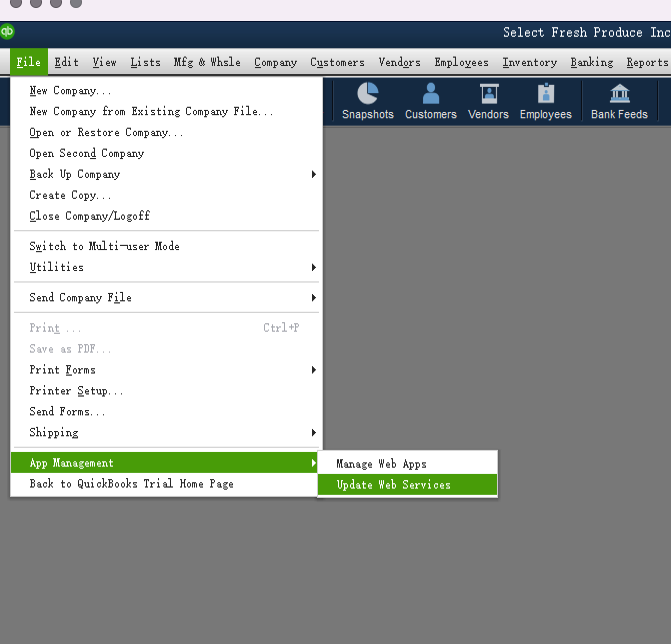 qb
Select Fresh Produce Inc
File Edit View Lists Mfg & Whsle Company Customers Vendors Employees Inventory Banking Reports
Snapshots Customers Vendors Employees Bank Feeds
New Company...
New Company from Existing Company File...
Open or Restore Company...
Open Second Company
Back Up Company
Create Copy...
Close Company/Logoff
Switch to Multi-user Mode
Utilities
Send Company File
Print ... Ctrl+P
Save as PDF...
Print Forms
Printer Setup...
Send Forms...
Shipping
App Management
Back to QuickBooks Trial Home Page
Manage Web Apps
Update Web Services